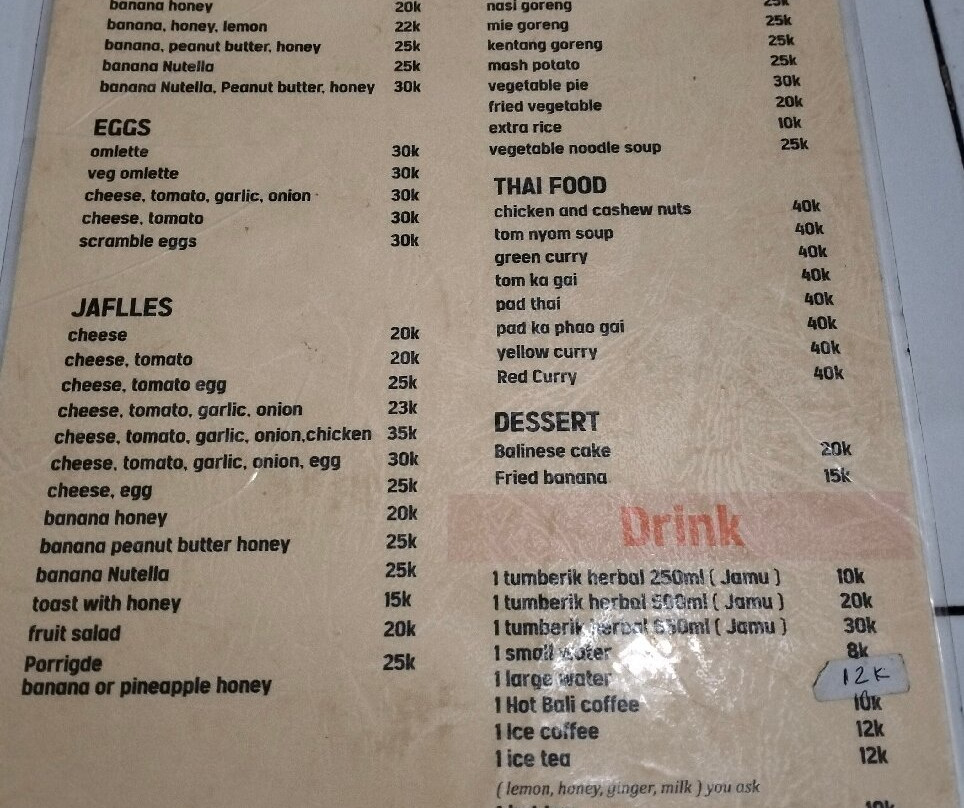 banana honey 20k
banana, honey, lemon 22k
banana, peanut butter, honey 25k
banana Nutella 25k
banana Nutella, Peanut butter, honey 30k
EGGS
omlette 30k
veg omlette 30k
cheese, tomato, garlic, onion 30k
cheese, tomato 30k
scramble eggs 30k
JAFLLES
cheese 20k
cheese, tomato 20k
cheese, tomato egg 25k
cheese, tomato, garlic, onion 23k
cheese, tomato, garlic, onion,chicken 35k
cheese, tomato, garlic, onion, egg 30k
cheese, egg 25k
banana honey 20k
banana peanut butter honey 25k
banana Nutella 25k
toast with honey 15k
fruit salad 20k
Porrigde 25k
banana or pineapple honey
nasi goreng 25k
mie goreng 25k
kentang goreng 25k
mash potato 25k
vegetable pie 30k
fried vegetable 20k
extra rice 10k
vegetable noodle soup 25k
THAI FOOD
chicken and cashew nuts 40k
tom nyom soup 40k
green curry 40k
tom ka gai 40k
pad thai 40k
pad ka phao gai 40k
yellow curry 40k
Red Curry 40k
DESSERT
Balinese cake 20k
Fried banana 15k
Drink
1 tumberik herbal 250ml ( Jamu ) 10k
1 tumberik herbal 500ml ( Jamu ) 20k
1 tumberik herbal ( Jamu ) 30k
1 small water 8k
1 large water 12K
1 Hot Bali coffee 10k
1 Ice coffee 12k
1 ice tea 12k
( lemon, honey, ginger, milk ) you ask